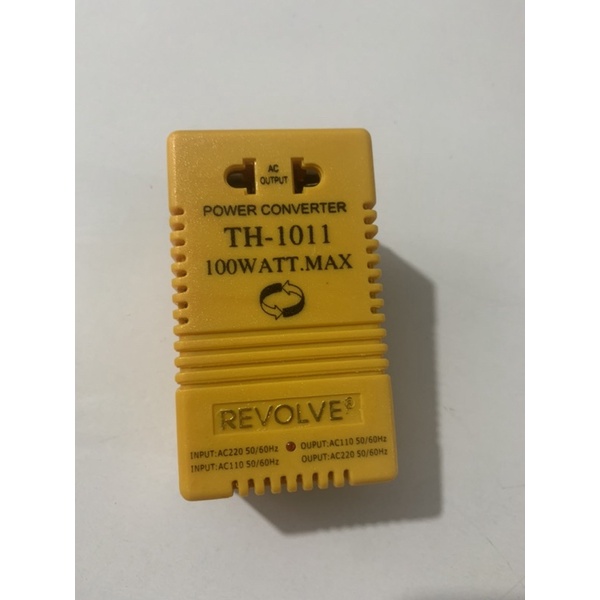 AC
OUTPUT
POWER CONVERTER
TH-1011
100WATT.MAX
REVOLVE®
INPUT:AC220 50/60Hz OUPUT:AC110 50/60Hz
INPUT:AC110 50/60Hz OUPUT:AC220 50/60Hz